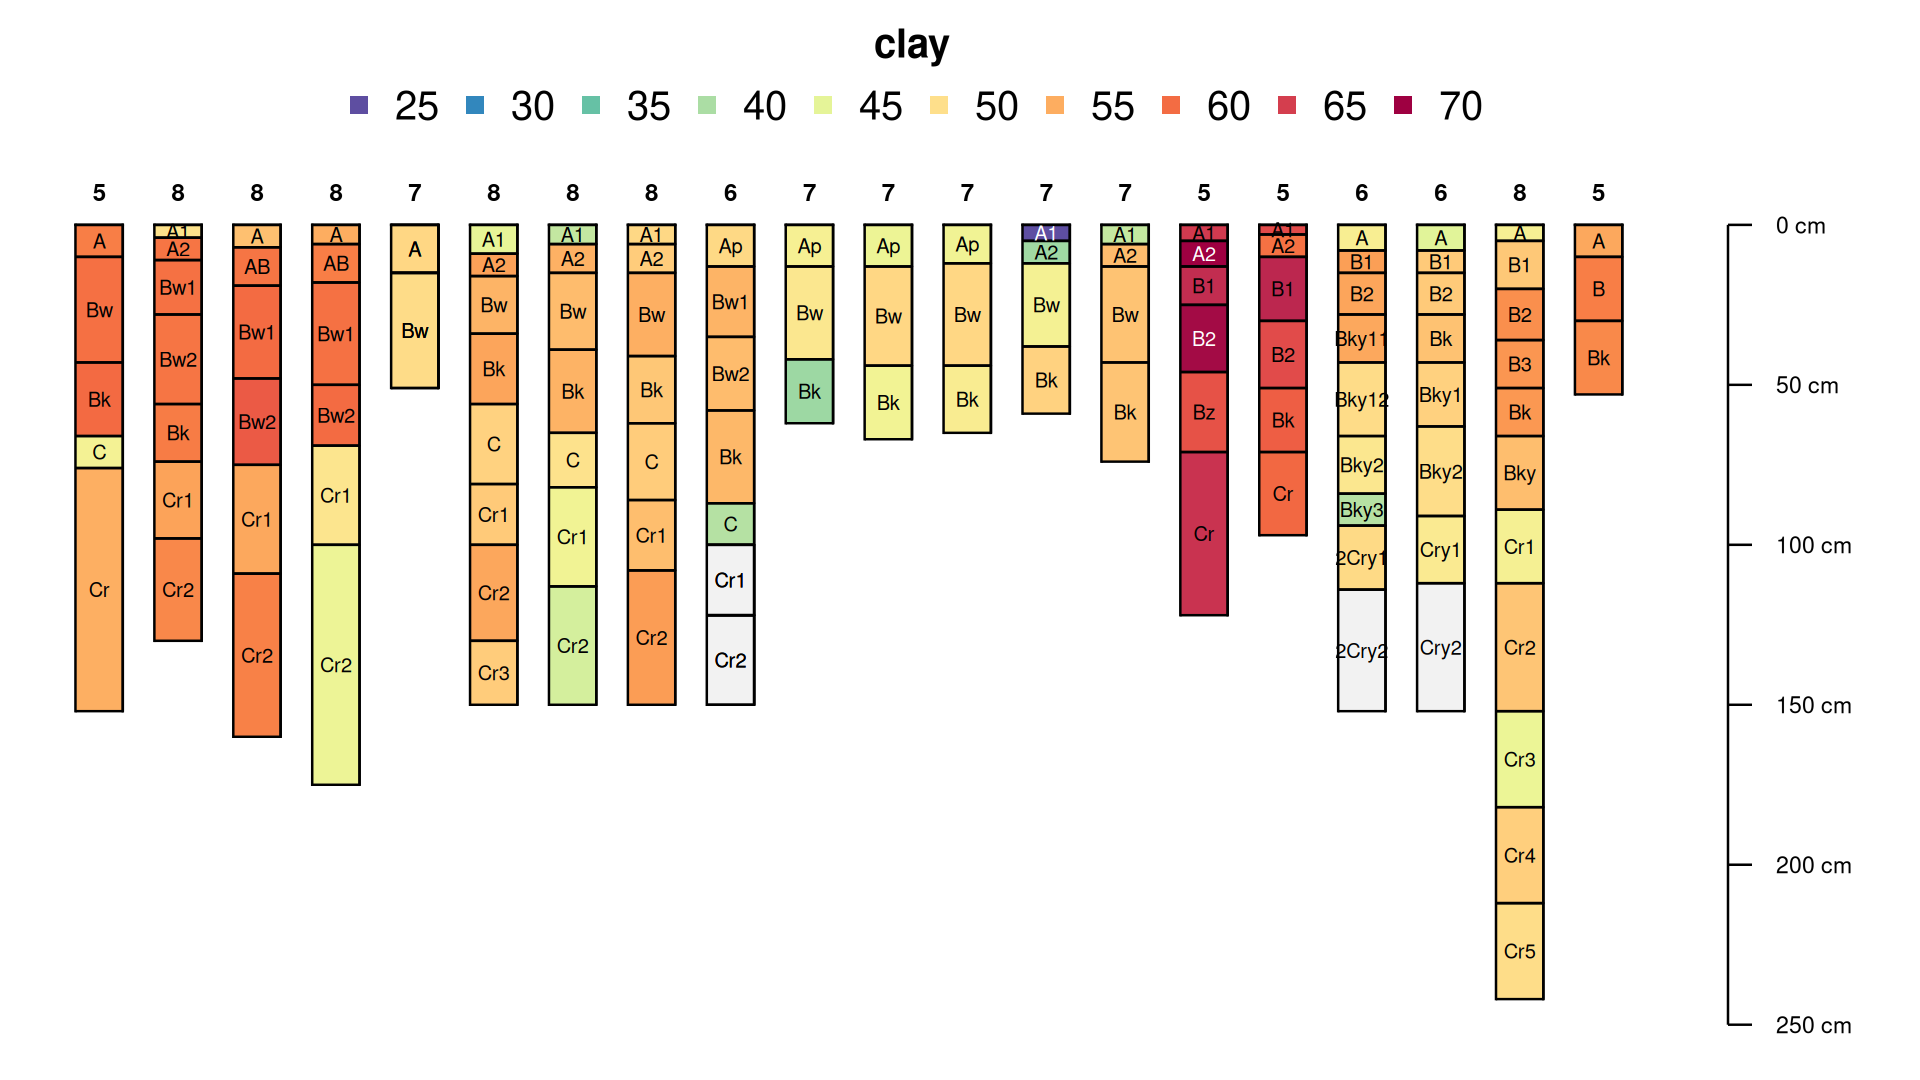 clay
25 30 35 40 45 50 55 60 65 70
5 8 8 8 7 8 8 8 6 7 7 7 7 7 5 5 6 6 8 5
A
Bw
Bk
C
Cr
A1
A2
Bw1
Bw2
Bk
Cr1
Cr2
A
AB
Bw1
Bw2
Cr1
Cr2
A
AB
Bw1
Bw2
Cr1
Cr2
A
Bw
A1
A2
Bw
Bk
C
Cr1
Cr2
Cr3
A1
A2
Bw
Bk
C
Cr1
Cr2
A1
A2
Bw
Bk
C
Cr1
Cr2
Ap
Bw1
Bw2
Bk
C
Cr1
Cr2
Ap
Bw
Bk
Ap
Bw
Bk
Ap
Bw
Bk
A1
A2
Bw
Bk
A1
A2
Bw
Bk
A1
A2
B1
B2
Bz
Cr
A1
A2
B1
B2
Bk
Cr
A
B1
B2
Bky11
Bky12
Bky2
Bky3
2Cry1
2Cry2
A
B1
B2
Bk
Bky1
Bky2
Cry1
Cry2
A
B1
B2
B3
Bk
Bky
Cr1
Cr2
Cr3
Cr4
Cr5
A
B
Bk
0 cm
50 cm
100 cm
150 cm
200 cm
250 cm